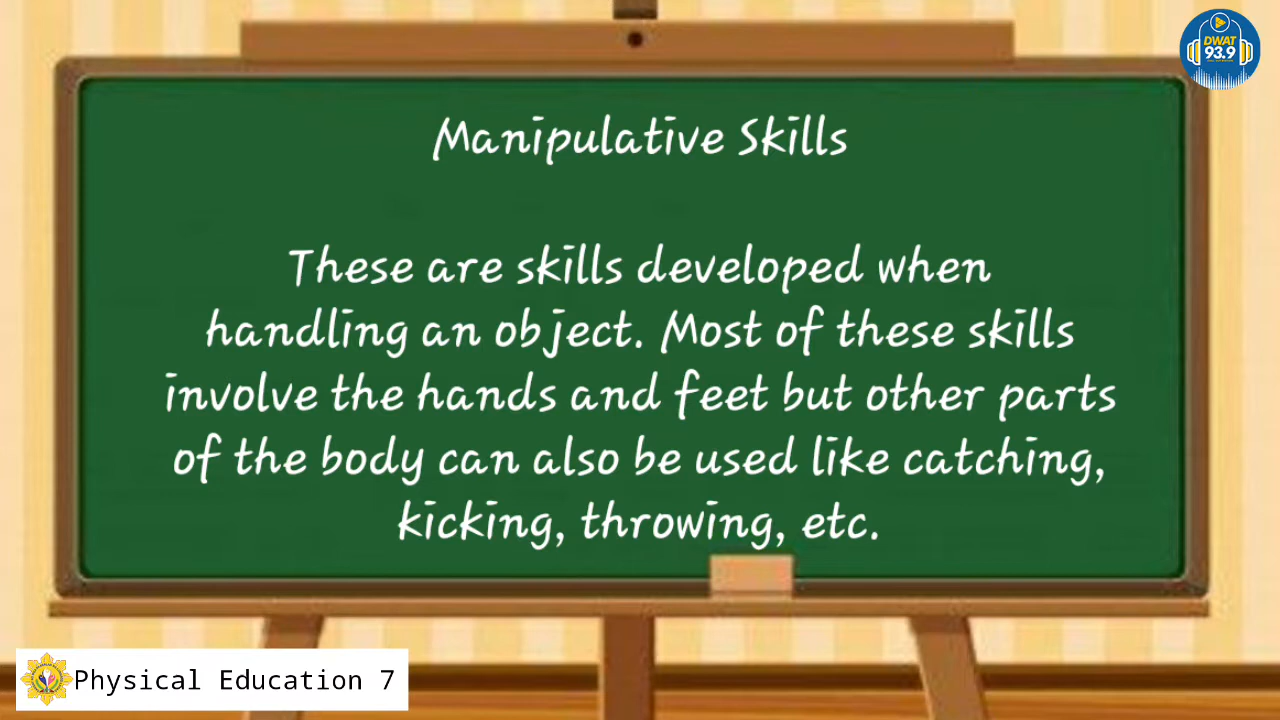 DWAT
93.9
Manipulative Skills
These are skills developed when
handling an object. Most of these skills
involve the hands and feet but other parts
of the body can also be used like catching,
kicking, throwing, etc.
Physical Education 7